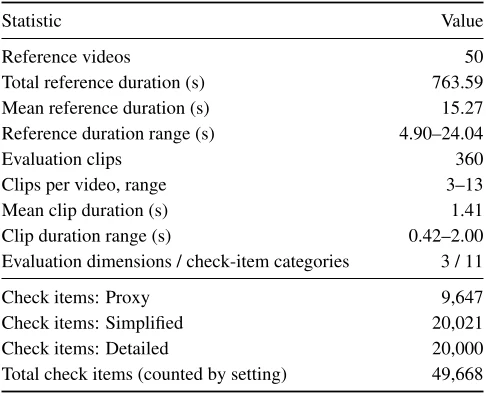 Statistic Value
Reference videos 50
Total reference duration (s) 763.59
Mean reference duration (s) 15.27
Reference duration range (s) 4.90–24.04
Evaluation clips 360
Clips per video, range 3–13
Mean clip duration (s) 1.41
Clip duration range (s) 0.42–2.00
Evaluation dimensions / check-item categories 3 / 11
Check items: Proxy 9,647
Check items: Simplified 20,021
Check items: Detailed 20,000
Total check items (counted by setting) 49,668